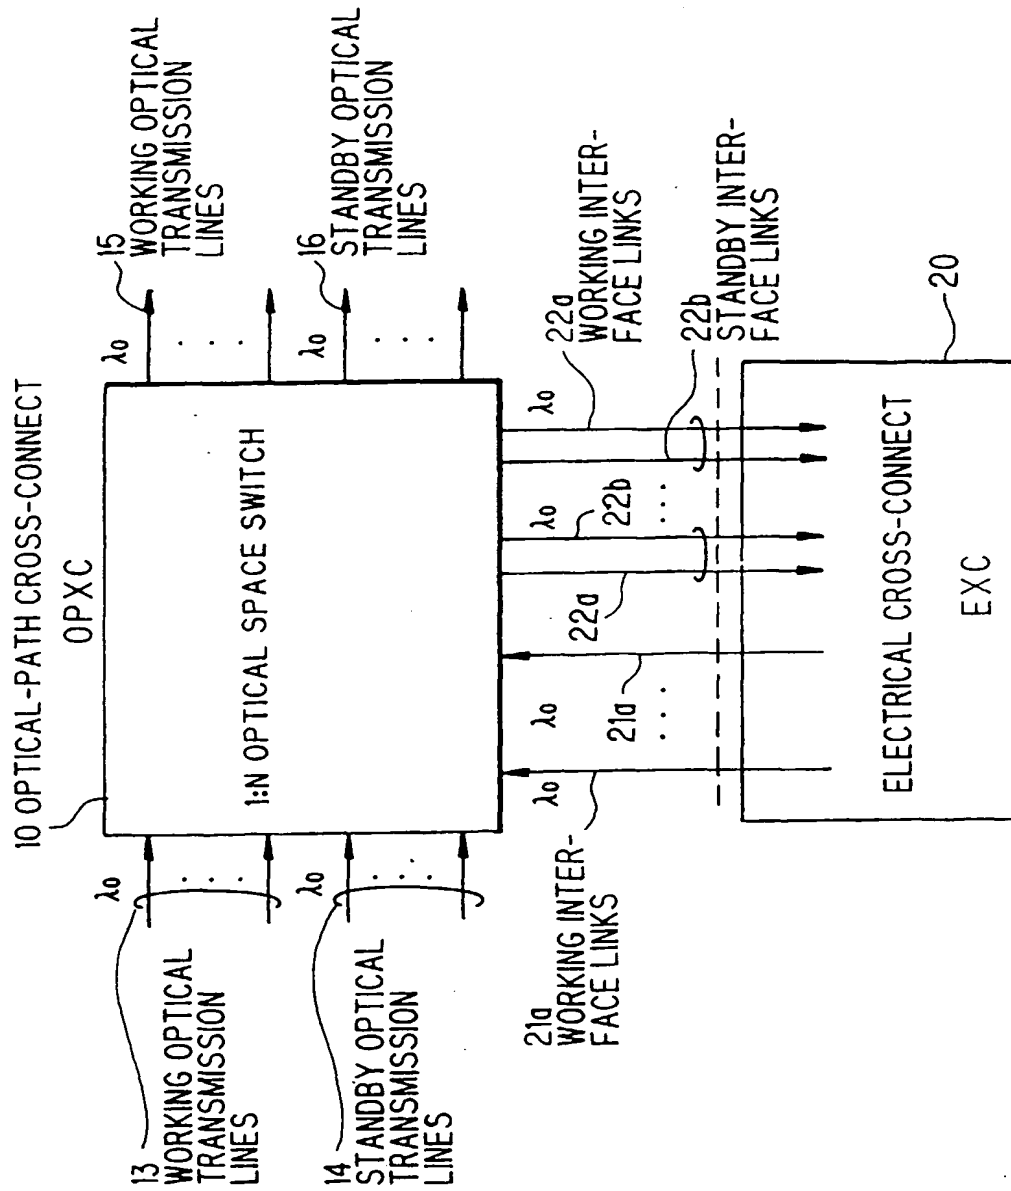 10 OPTICAL-PATH CROSS-CONNECT
OPXC
13
WORKING OPTICAL
TRANSMISSION
LINES
λ0
. . .
14
STANDBY OPTICAL
TRANSMISSION
LINES
λ0
. . .
1:N OPTICAL SPACE SWITCH
λ0
15
WORKING OPTICAL
TRANSMISSION
LINES
. . .
λ0
16
STANDBY OPTICAL
TRANSMISSION
LINES
. . .
21a
WORKING INTER-
FACE LINKS
λ0
λ0
. . . .
21a
22a
λ0
22b
. . .
λ0
22a
WORKING INTER-
FACE LINKS
22b
STANDBY INTER-
FACE LINKS
20
ELECTRICAL CROSS-CONNECT
EXC